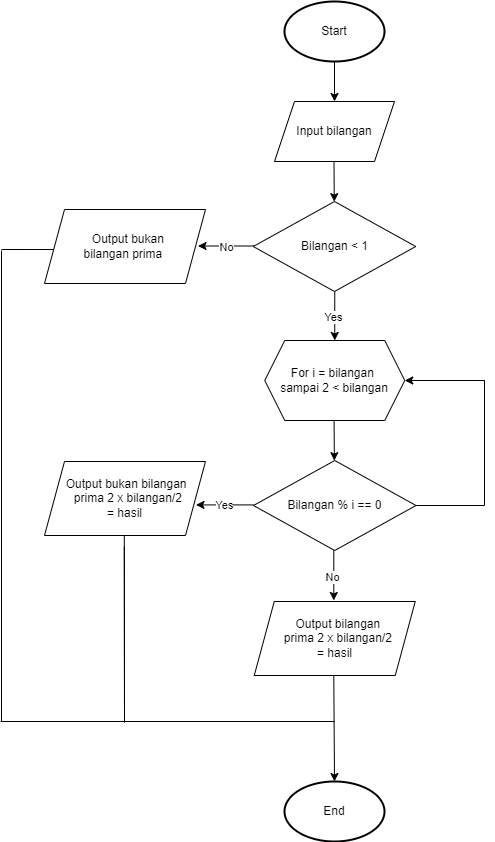 Start
Input bilangan
Output bukan
bilangan prima
No
Bilangan < 1
Yes
For i = bilangan
sampai 2 < bilangan
Output bukan bilangan
prima 2 x bilangan/2
= hasil
Yes
Bilangan % i == 0
No
Output bilangan
prima 2 x bilangan/2
= hasil
End